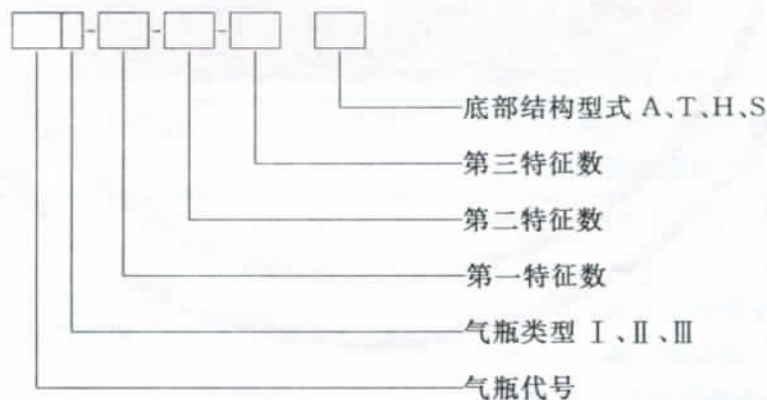 底部结构型式 A、T、H、S
第三特征数
第二特征数
第一特征数
气瓶类型 Ⅰ、Ⅱ、Ⅲ
气瓶代号